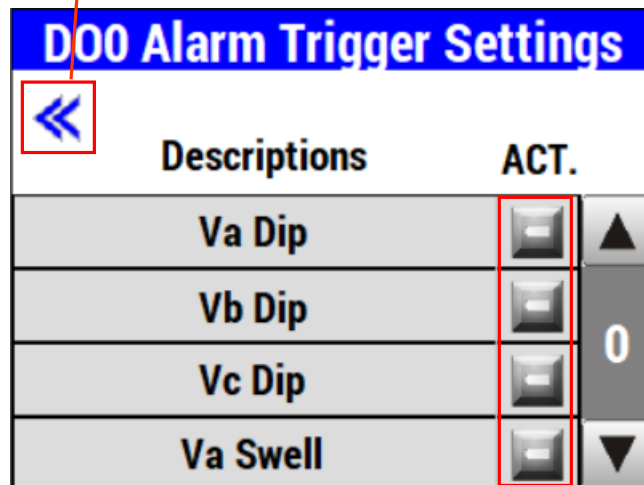 DO0 Alarm Trigger Settings
Descriptions ACT.
Va Dip
Vb Dip
0
Vc Dip
Va Swell